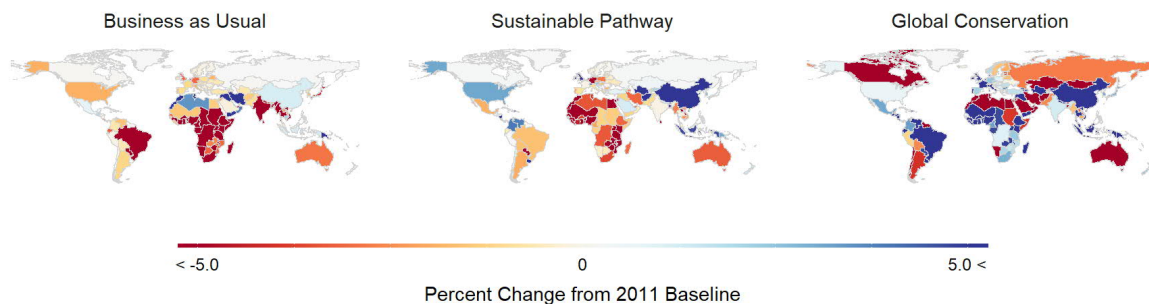 Business as Usual
Sustainable Pathway
Global Conservation
< -5.0
0
5.0 <
Percent Change from 2011 Baseline